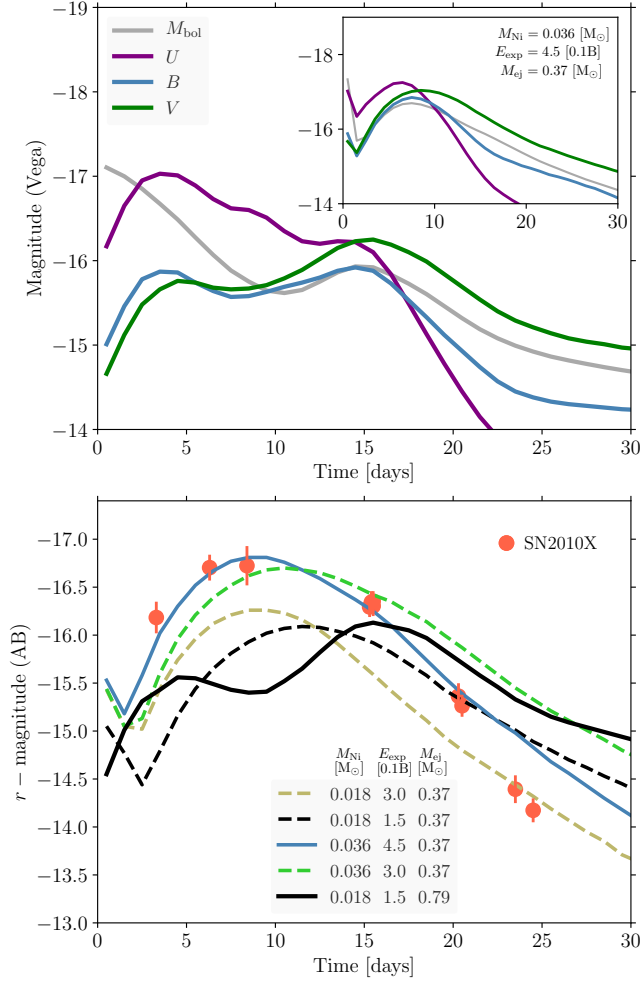 −19
−18
−17
−16
−15
−14
Magnitude (Vega)
M_bol
U
B
V
−18
−16
−14
0
10
20
30
M_Ni = 0.036 [M_⊙]
E_exp = 4.5 [0.1B]
M_ej = 0.37 [M_⊙]
0 5 10 15 20 25 30
Time [days]
−17.0
−16.5
−16.0
−15.5
−15.0
−14.5
−14.0
−13.5
−13.0
r − magnitude (AB)
SN2010X
M_Ni E_exp M_ej
[M_⊙] [0.1B] [M_⊙]
0.018 3.0 0.37
0.018 1.5 0.37
0.036 4.5 0.37
0.036 3.0 0.37
0.018 1.5 0.79
0 5 10 15 20 25 30
Time [days]